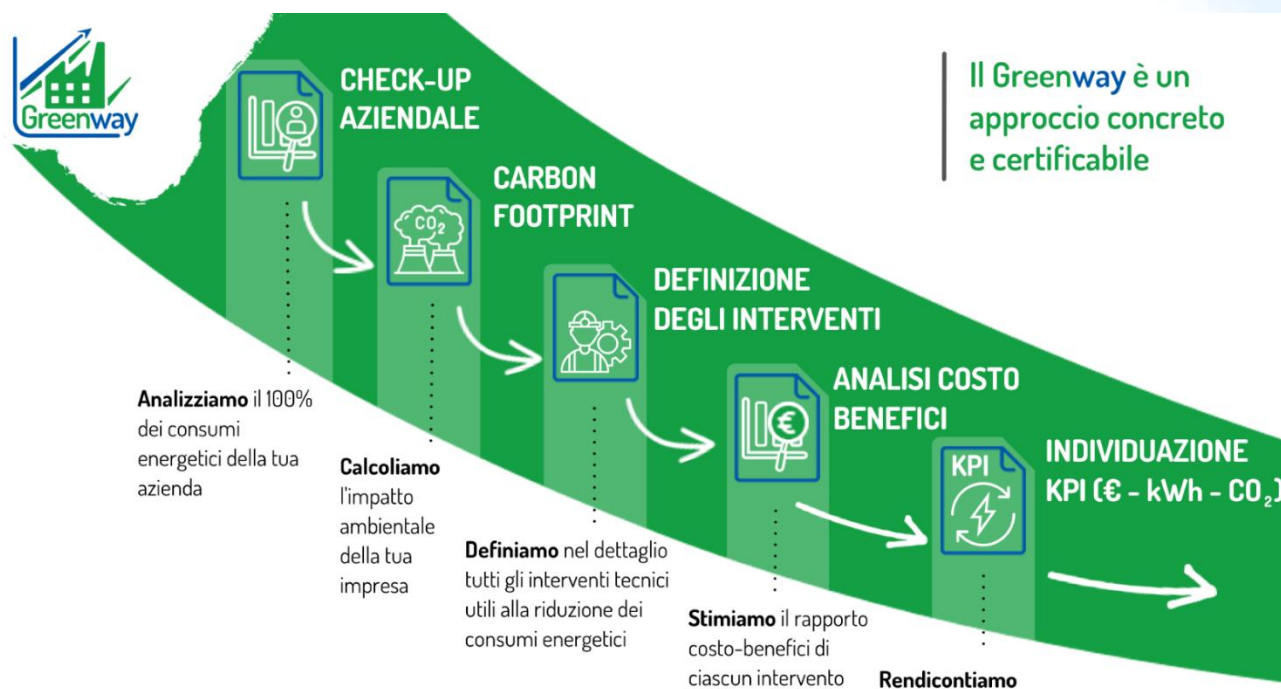 Greenway
Il Greenway è un
approccio concreto
e certificabile
CHECK-UP
AZIENDALE
Analizziamo il 100%
dei consumi
energetici della tua
azienda
CARBON
FOOTPRINT
CO₂
Calcoliamo
l'impatto
ambientale
della tua
impresa
DEFINIZIONE
DEGLI INTERVENTI
Definiamo nel dettaglio
tutti gli interventi tecnici
utili alla riduzione dei
consumi energetici
ANALISI COSTO
BENEFICI
€
Stimiamo il rapporto
costo-benefici di
ciascun intervento
INDIVIDUAZIONE
KPI (€ - kWh - CO₂)
KPI
Rendicontiamo